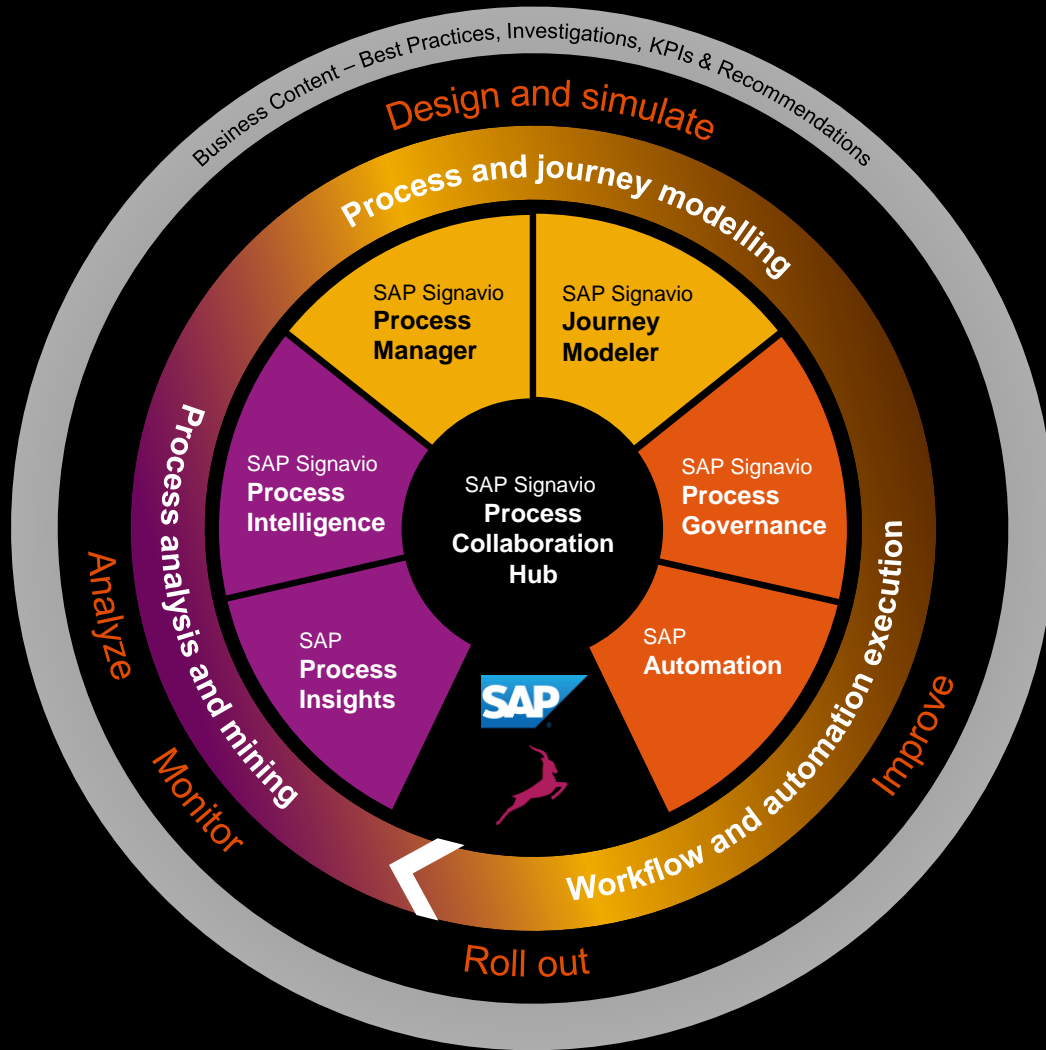 Business Content – Best Practices, Investigations, KPIs & Recommendations
Design and simulate
Process and journey modelling
SAP Signavio
Process
Manager
SAP Signavio
Journey
Modeler
Process analysis and mining
SAP Signavio
Process
Intelligence
SAP Signavio
Process
Collaboration
Hub
SAP Signavio
Process
Governance
Workflow and automation execution
Analyze
SAP
Process
Insights
SAP
Automation
SAP
Monitor
Improve
Roll out